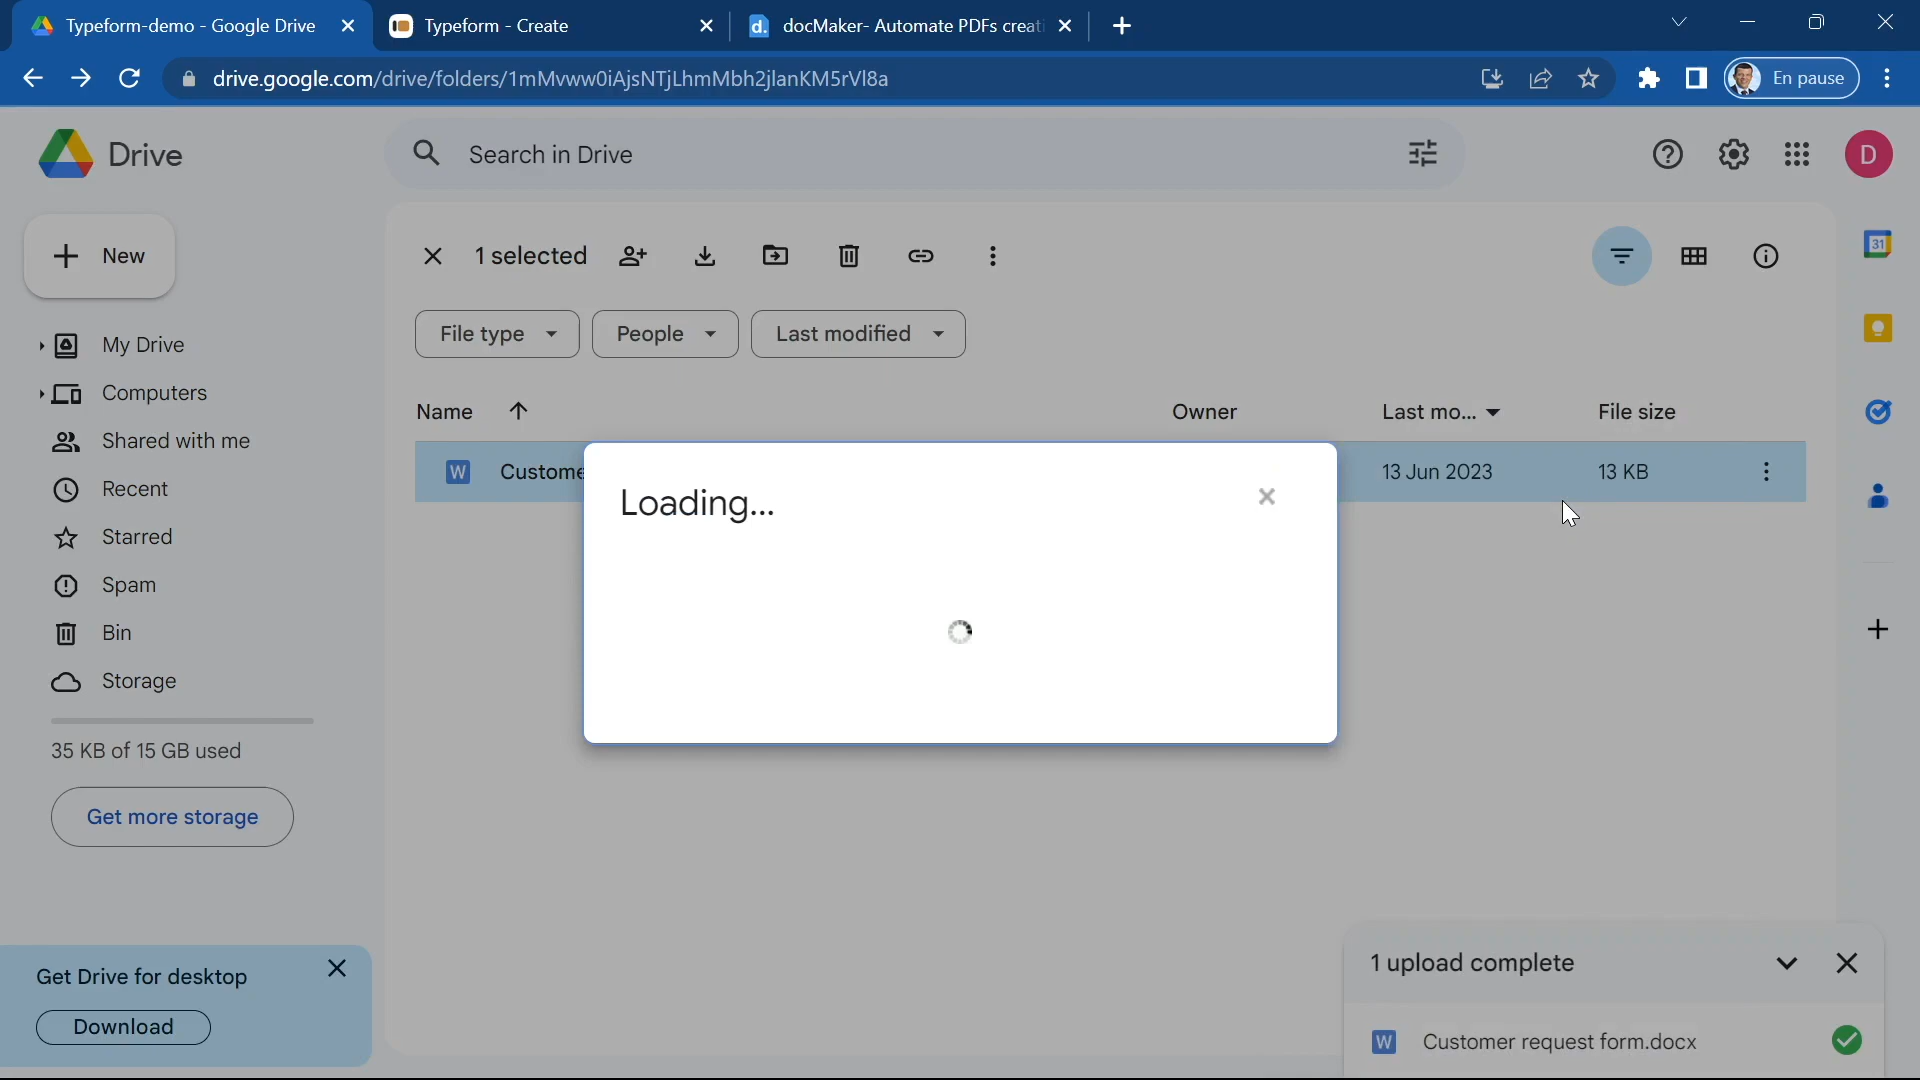 Typeform-demo - Google Drive
Typeform - Create
d. docMaker- Automate PDFs creati
drive.google.com/drive/folders/1mMvww0iAjsNTjLhmMbh2jlanKM5rVl8a
En pause
Drive
Search in Drive
D
New
1 selected
31
File type
People
Last modified
My Drive
Computers
Shared with me
Recent
Starred
Spam
Bin
Storage
35 KB of 15 GB used
Get more storage
Name
Owner
Last mo...
File size
W Custome
13 Jun 2023
13 KB
Loading...
Get Drive for desktop
Download
1 upload complete
W Customer request form.docx